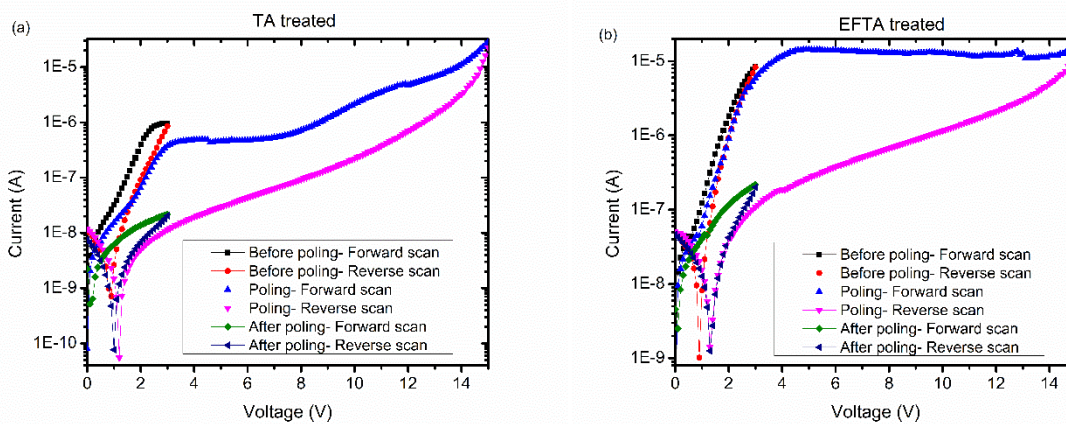 (a)
TA treated
1E-5
1E-6
1E-7
1E-8
1E-9
1E-10
Current (A)
Before poling- Forward scan
Before poling- Reverse scan
Poling- Forward scan
Poling- Reverse scan
After poling- Forward scan
After poling- Reverse scan
0 2 4 6 8 10 12 14
Voltage (V)
(b)
EFTA treated
1E-5
1E-6
1E-7
1E-8
1E-9
Current (A)
Before poling- Forward scan
Before poling- Reverse scan
Poling- Forward scan
Poling- Reverse scan
After poling- Forward scan
After poling- Reverse scan
0 2 4 6 8 10 12 14
Voltage (V)